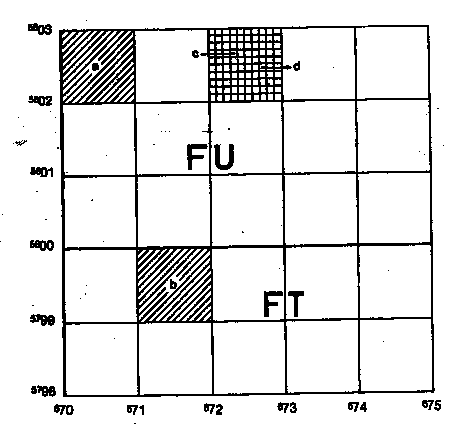 ⁵⁸03
a
c
d
⁵⁸02
FU
⁵⁸01
⁵⁸00
b
FT
⁵⁷99
⁵⁷98
⁶70 ⁶71 ⁶72 ⁶73 ⁶74 ⁶75